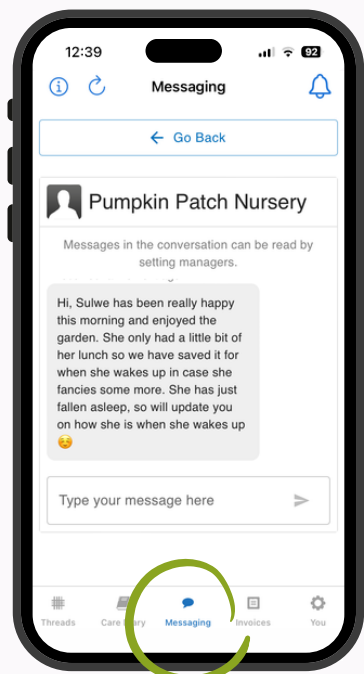 12:39
92
Messaging
← Go Back
Pumpkin Patch Nursery
Messages in the conversation can be read by
setting managers.
Hi, Sulwe has been really happy
this morning and enjoyed the
garden. She only had a little bit of
her lunch so we have saved it for
when she wakes up in case she
fancies some more. She has just
fallen asleep, so will update you
on how she is when she wakes up
☺️
Type your message here
Threads Care Diary Messaging Invoices You